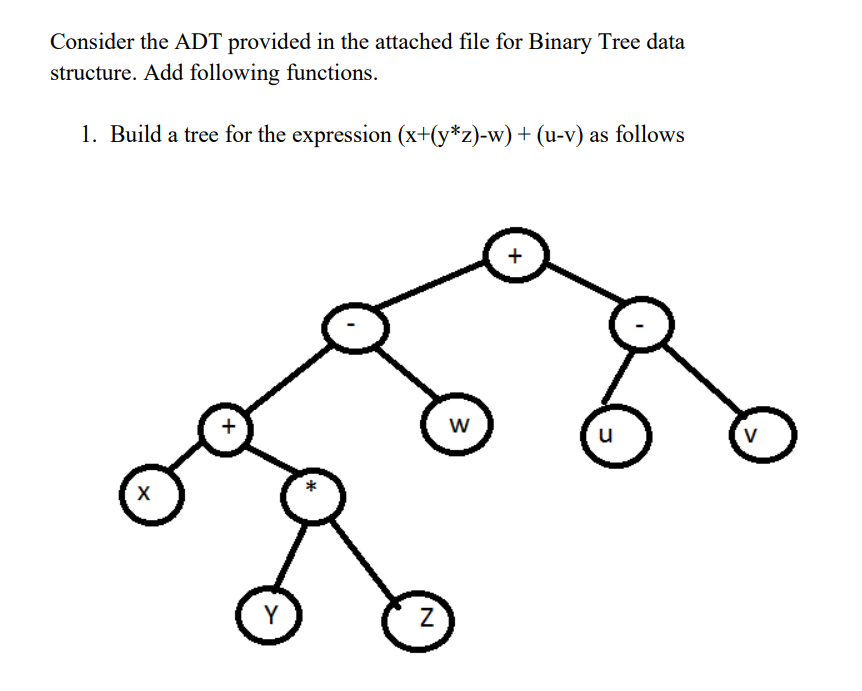 Consider the ADT provided in the attached file for Binary Tree data
structure. Add following functions.
1. Build a tree for the expression (x+(y*z)-w) + (u-v) as follows
+
-
-
+
w
u
v
x
*
Y
Z